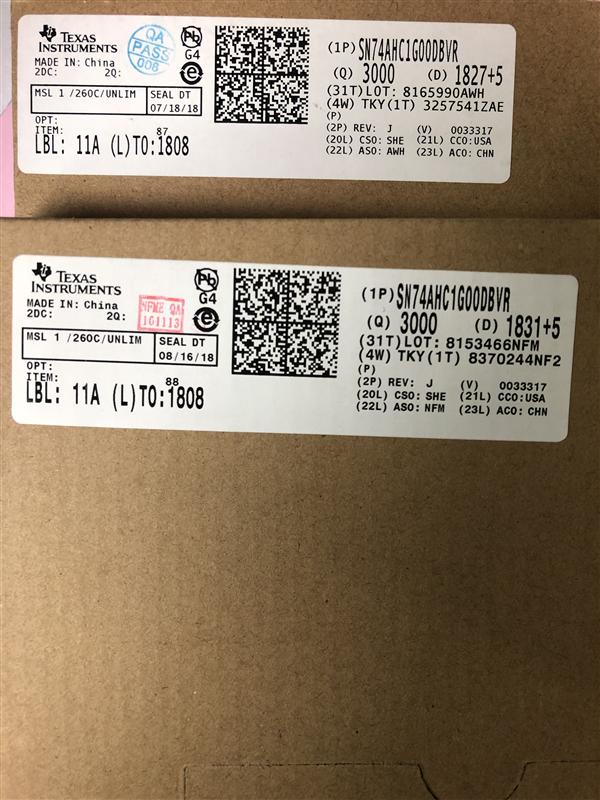 TEXAS
INSTRUMENTS
MADE IN: China
2DC: 2Q:
QA
PASS
006
Pb
G4
e
MSL 1 /260C/UNLIM
SEAL DT
07/18/18
OPT:
ITEM: 87
LBL: 11A (L)TO:1808
(1P)SN74AHC1G00DBVR
(Q) 3000 (D) 1827+5
(31T)LOT: 8165990AWH
(4W) TKY(1T) 3257541ZAE
(P)
(2P) REV: J (V) 0033317
(20L) CSO: SHE (21L) CCO:USA
(22L) ASO: AWH (23L) ACO: CHN
TEXAS
INSTRUMENTS
MADE IN: China
2DC: 2Q:
NFME QA
161113
Pb
G4
e
MSL 1 /260C/UNLIM
SEAL DT
08/16/18
OPT:
ITEM: 88
LBL: 11A (L)TO:1808
(1P)SN74AHC1G00DBVR
(Q) 3000 (D) 1831+5
(31T)LOT: 8153466NFM
(4W) TKY(1T) 8370244NF2
(P)
(2P) REV: J (V) 0033317
(20L) CSO: SHE (21L) CCO:USA
(22L) ASO: NFM (23L) ACO: CHN